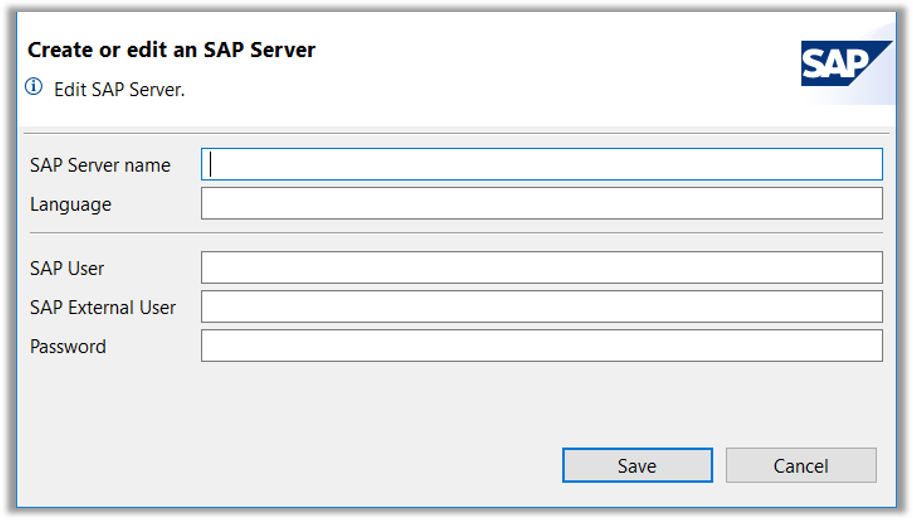 Create or edit an SAP Server
SAP
Edit SAP Server.
SAP Server name
Language
SAP User
SAP External User
Password
Save Cancel